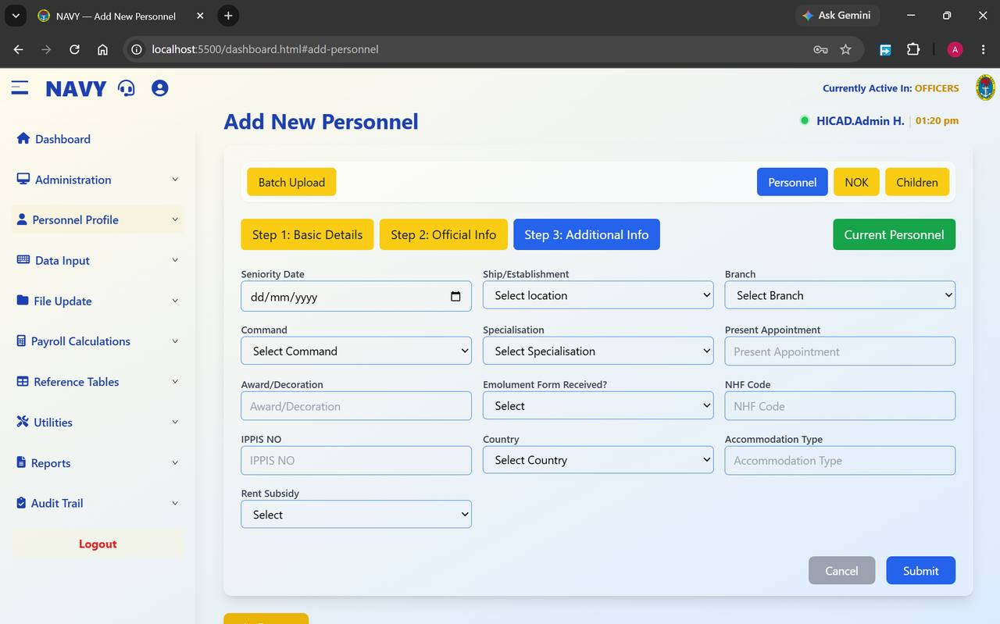 NAVY — Add New Personnel
Ask Gemini
localhost:5500/dashboard.html#add-personnel
A
NAVY
Currently Active In: OFFICERS
Add New Personnel
HICAD.Admin H. | 01:20 pm
Dashboard
Administration
Personnel Profile
Data Input
File Update
Payroll Calculations
Reference Tables
Utilities
Reports
Audit Trail
Logout
Batch Upload
Personnel
NOK
Children
Step 1: Basic Details
Step 2: Official Info
Step 3: Additional Info
Current Personnel
Seniority Date
dd/mm/yyyy
Ship/Establishment
Select location
Branch
Select Branch
Command
Select Command
Specialisation
Select Specialisation
Present Appointment
Present Appointment
Award/Decoration
Award/Decoration
Emolument Form Received?
Select
NHF Code
NHF Code
IPPIS NO
IPPIS NO
Country
Select Country
Accommodation Type
Accommodation Type
Rent Subsidy
Select
Cancel
Submit